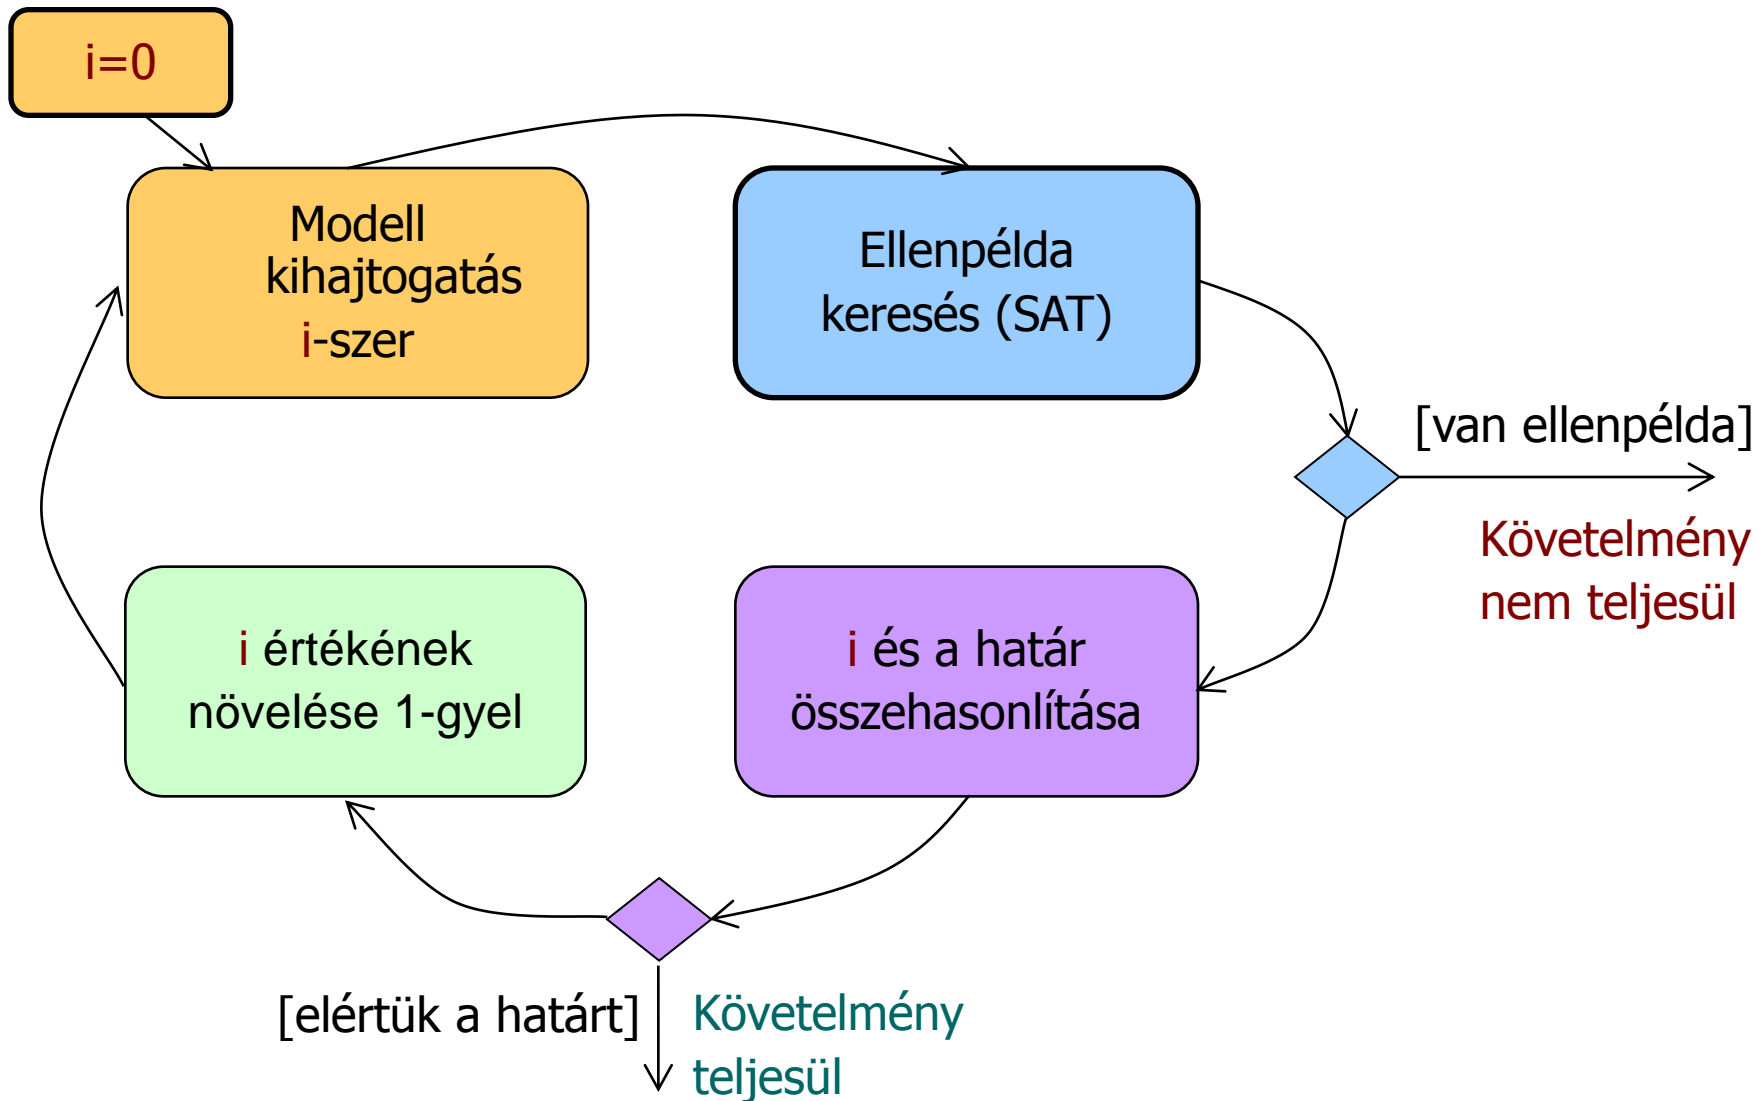 i=0
Modell
kihajtogatás
i-szer
Ellenpélda
keresés (SAT)
[van ellenpélda]
Követelmény
nem teljesül
i értékének
növelése 1-gyel
i és a határ
összehasonlítása
[elértük a határt]
Követelmény
teljesül